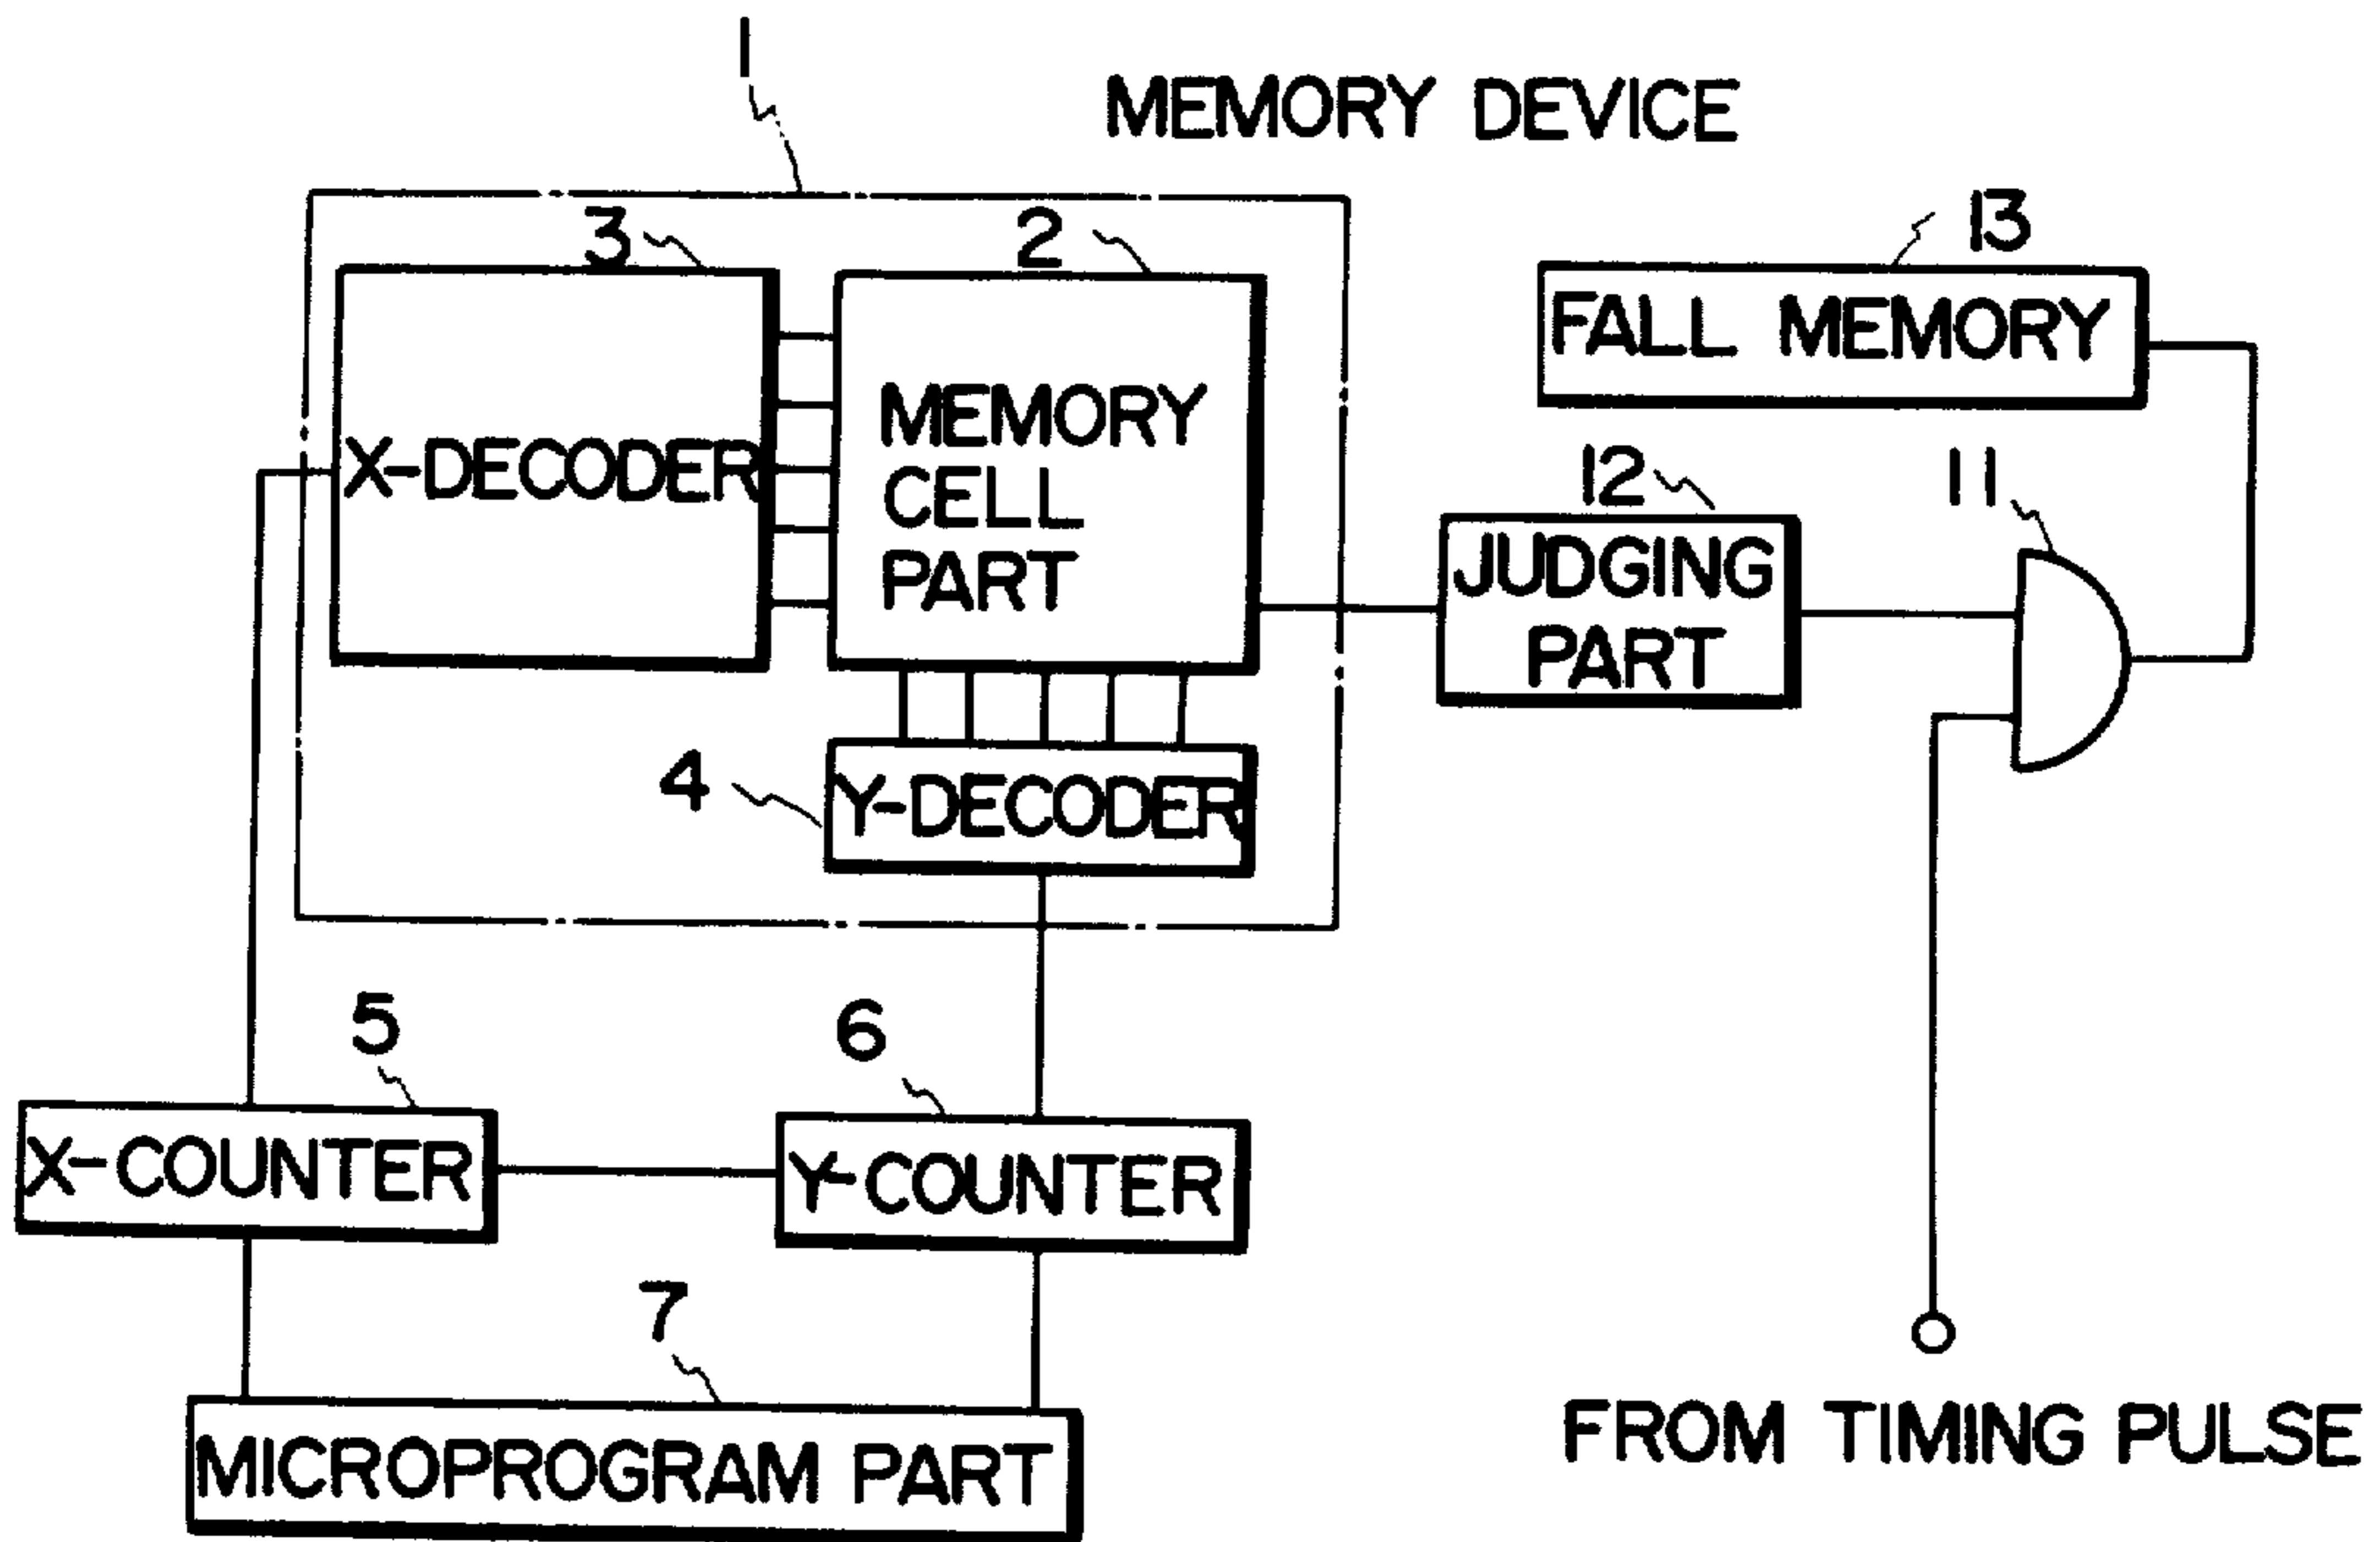 1
MEMORY DEVICE
3
2
13
FALL MEMORY
X-DECODER
MEMORY
CELL
PART
12
11
JUDGING
PART
4
Y-DECODER
5
6
X-COUNTER
Y-COUNTER
7
MICROPROGRAM PART
FROM TIMING PULSE